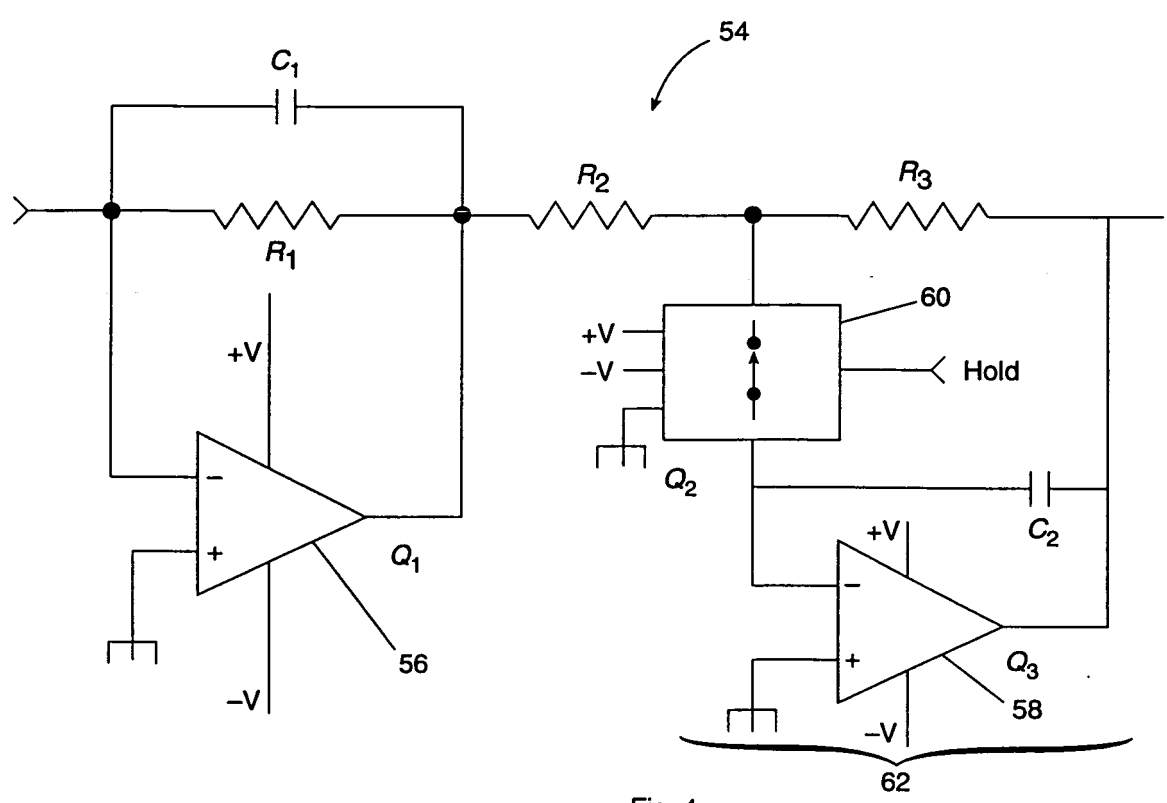 54
C1
R2
R3
R1
60
+V
+V
–V
Hold
–
Q2
+V
C2
+
Q1
–
56
+
Q3
–V
58
–V
62